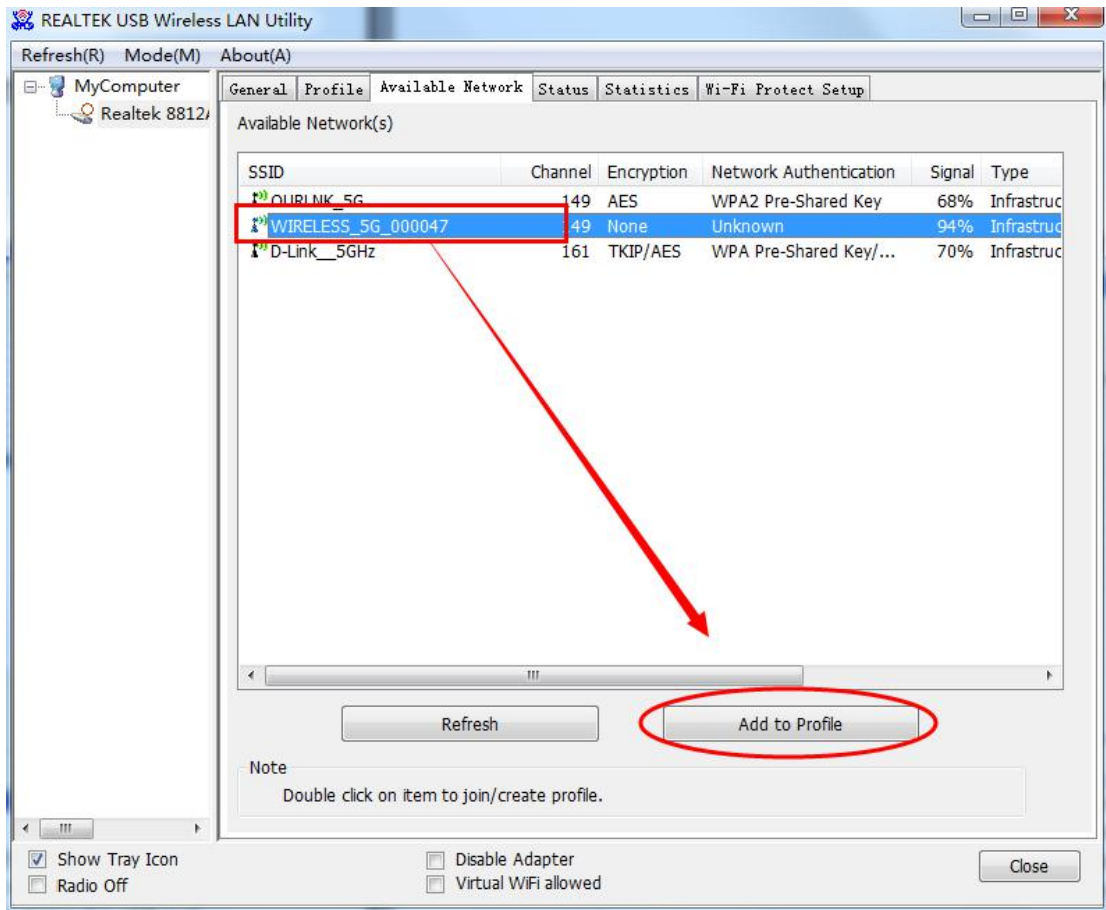 REALTEK USB Wireless LAN Utility
Refresh(R) Mode(M) About(A)
MyComputer
Realtek 8812A
General Profile Available Network Status Statistics Wi-Fi Protect Setup
Available Network(s)
SSID Channel Encryption Network Authentication Signal Type
OURLNK_5G 149 AES WPA2 Pre-Shared Key 68% Infrastruc
WIRELESS_5G_000047 149 None Unknown 94% Infrastruc
D-Link__5GHz 161 TKIP/AES WPA Pre-Shared Key/... 70% Infrastruc
Refresh Add to Profile
Note
Double click on item to join/create profile.
Show Tray Icon Disable Adapter Close
Radio Off Virtual WiFi allowed